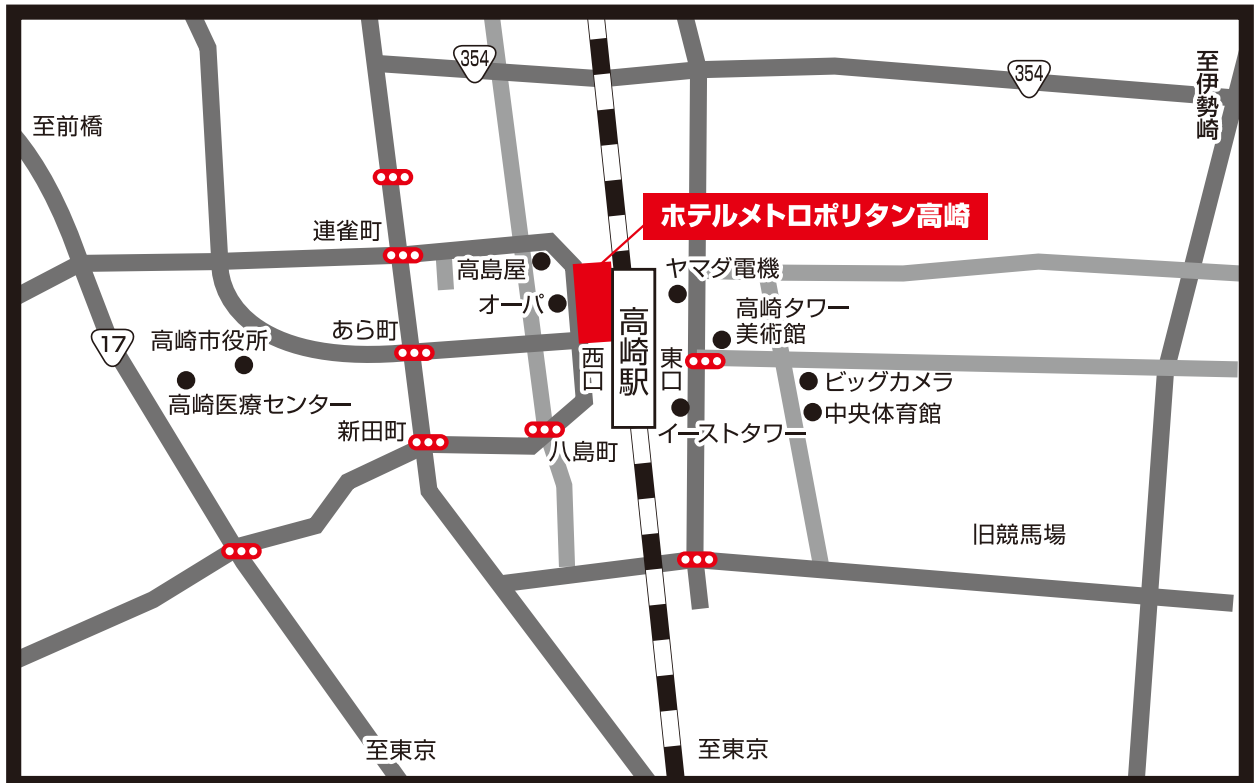 354
354
至伊勢崎
至前橋
ホテルメトロポリタン高崎
連雀町
高島屋
ヤマダ電機
オーパ
高崎タワー
美術館
高崎駅
あら町
17
高崎市役所
西口
東口
ビッグカメラ
高崎医療センター
中央体育館
新田町
イーストタワー
八島町
旧競馬場
至東京
至東京